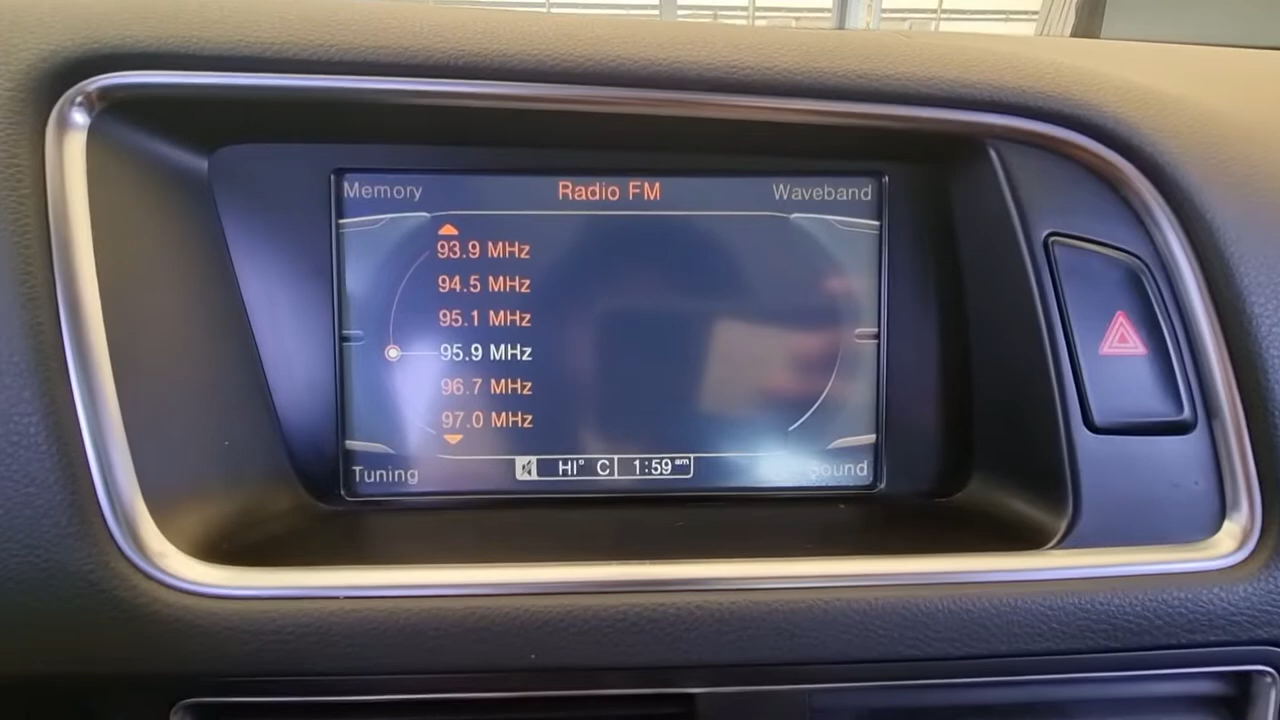 Memory Radio FM Waveband
93.9 MHz
94.5 MHz
95.1 MHz
95.9 MHz
96.7 MHz
97.0 MHz
Tuning HI° C 1:59 am Sound